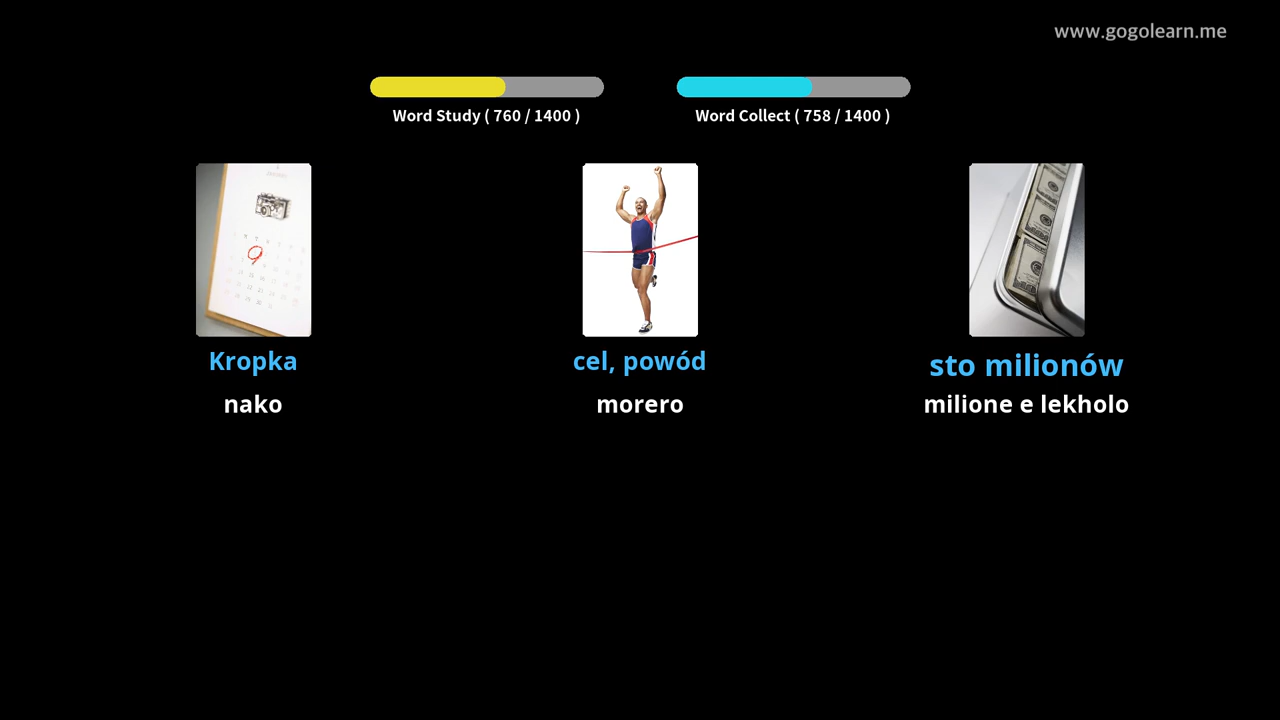 www.gogolearn.me
Word Study ( 760 / 1400 )
Word Collect ( 758 / 1400 )
Kropka
nako
cel, powód
morero
sto milionów
milione e lekholo